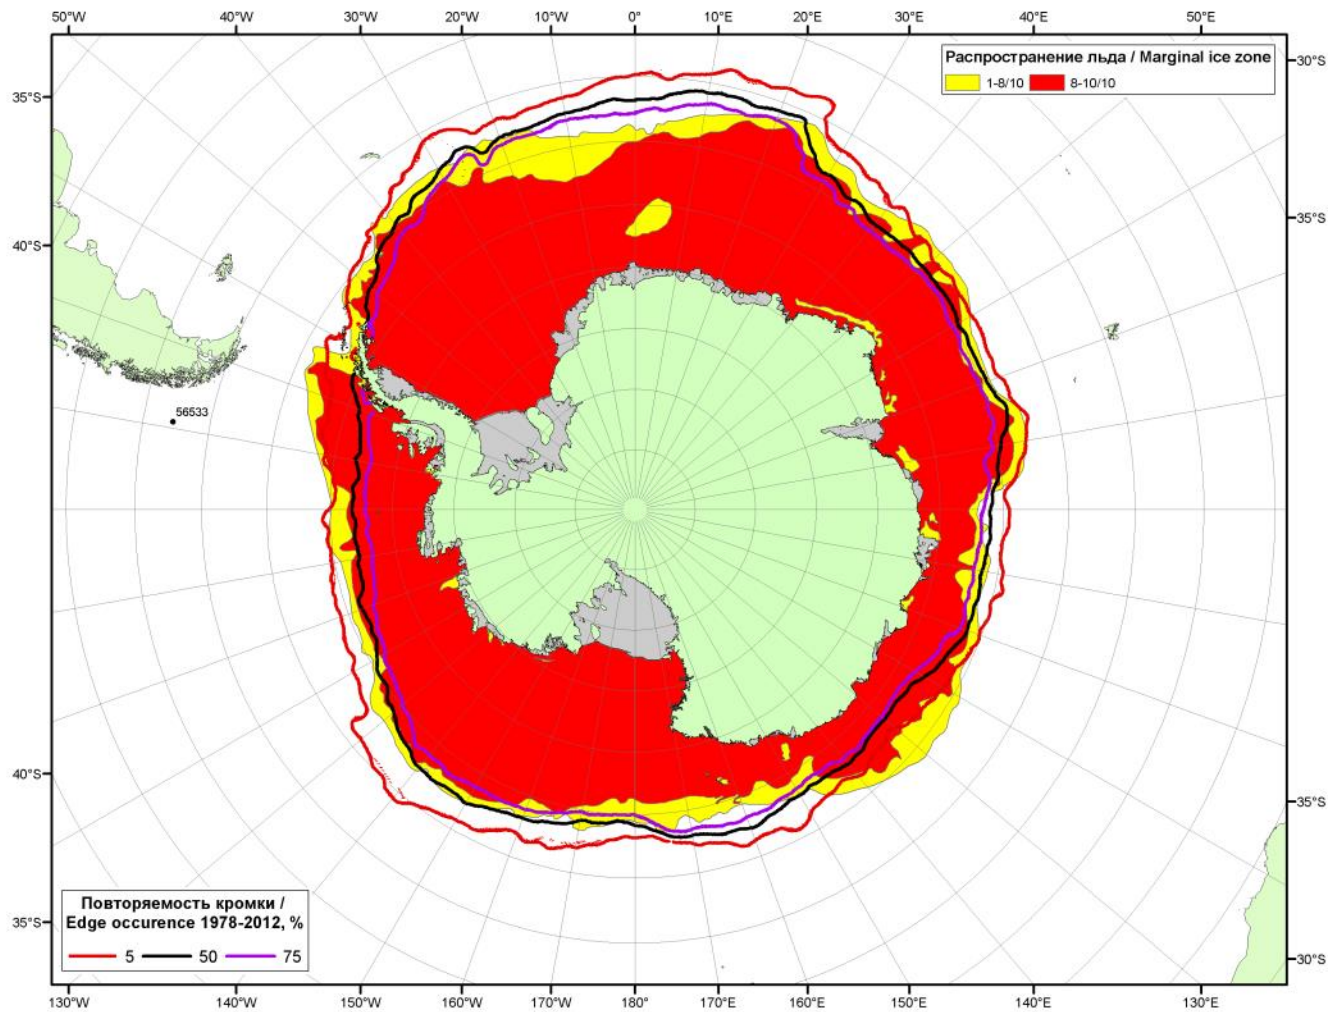 50°W 40°W 30°W 20°W 10°W 0° 10°E 20°E 30°E 40°E 50°E
Распространение льда / Marginal ice zone
1-8/10 8-10/10
30°S
35°S
35°S
40°S
56533
40°S
35°S
35°S
30°S
Повторяемость кромки /
Edge occurence 1978-2012, %
5 50 75
130°W 140°W 150°W 160°W 170°W 180° 170°E 160°E 150°E 140°E 130°E